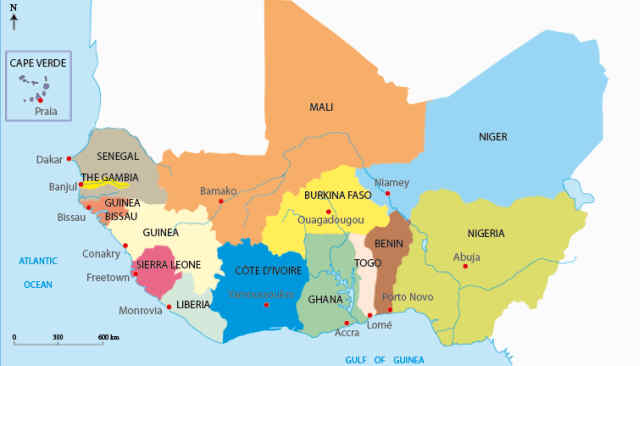 N
CAPE VERDE
Praia
MALI
NIGER
Dakar
SENEGAL
THE GAMBIA
Banjul
Bamako
Niamey
BURKINA FASO
GUINEA
BISSAU
Bissau
Ouagadougou
GUINEA
NIGERIA
BENIN
Conakry
ATLANTIC
OCEAN
SIERRA LEONE
Freetown
CÔTE D'IVOIRE
TOGO
Abuja
GHANA
Porto Novo
LIBERIA
Monrovia
Lomé
Accra
0 300 600 km
GULF OF GUINEA